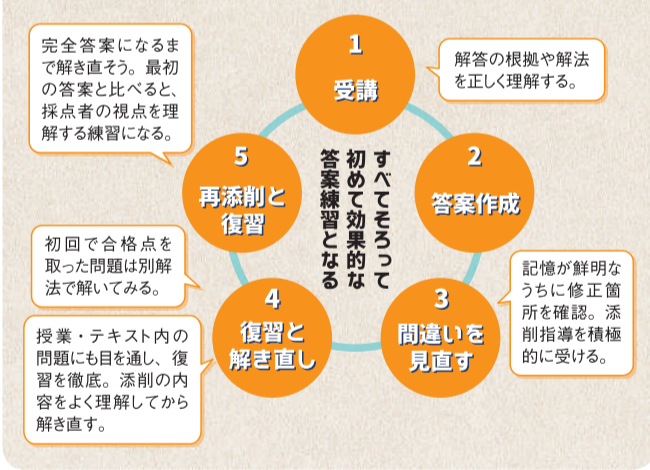 1
受講
解答の根拠や解法
を正しく理解する。
2
答案作成
3
間違いを
見直す
記憶が鮮明な
うちに修正箇
所を確認。添
削指導を積極
的に受ける。
4
復習と
解き直し
初回で合格点を
取った問題は別解
法で解いてみる。
授業・テキスト内の
問題にも目を通し、復
習を徹底。添削の内
容をよく理解してから
解き直す。
5
再添削と
復習
完全答案になるま
で解き直そう。最初
の答案と比べると、
採点者の視点を理
解する練習になる。
すべてそろって
初めて効果的な
答案練習となる